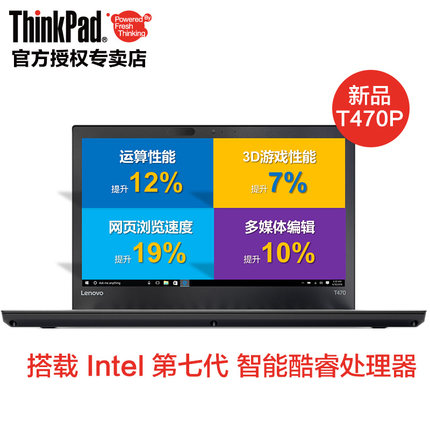 ThinkPad
Powered By
Fresh
Thinking
官方授权专卖店
新品
T470P
运算性能
提升 12%
3D游戏性能
提升 7%
网页浏览速度
提升 19%
多媒体编辑
提升 10%
Lenovo
T470
搭载 Intel 第七代 智能酷睿处理器